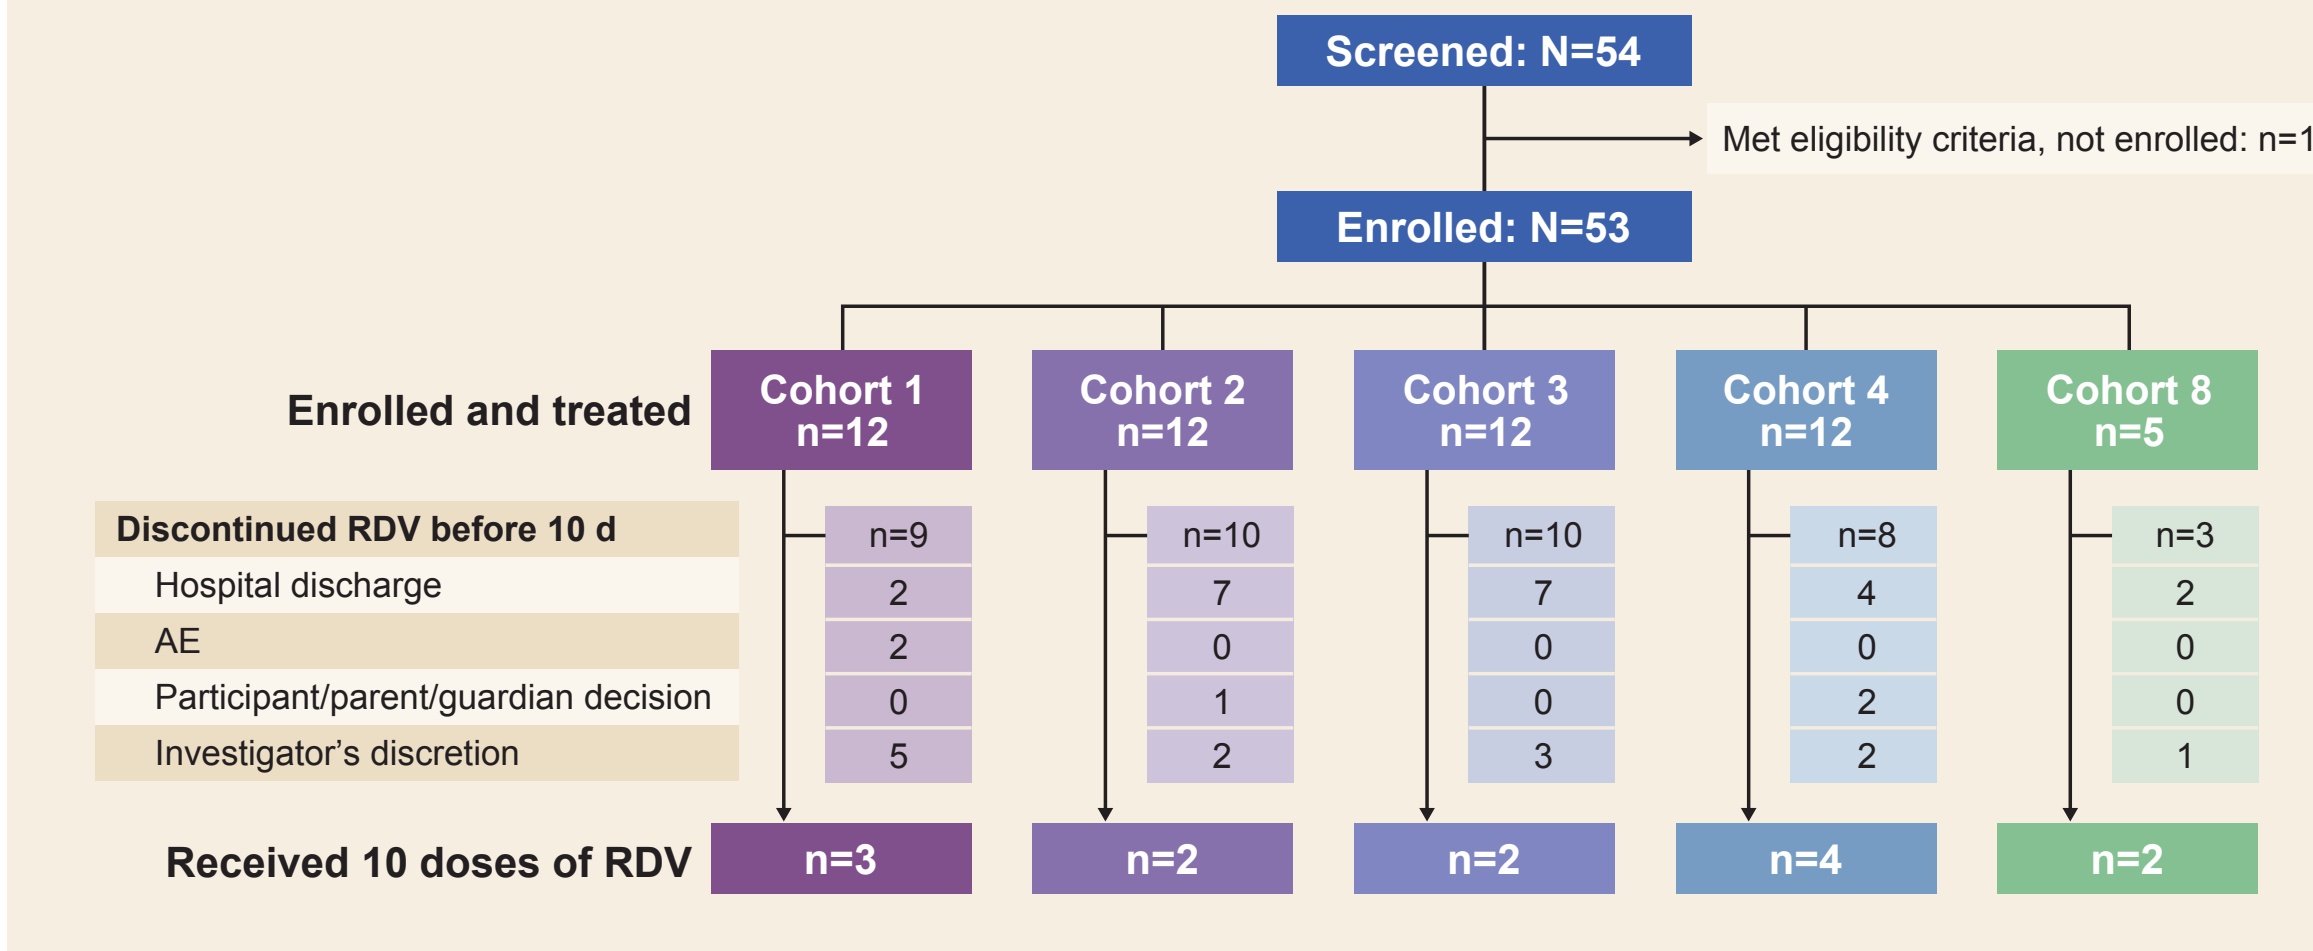 Screened: N=54
Met eligibility criteria, not enrolled: n=1
Enrolled: N=53
Enrolled and treated
Cohort 1
n=12
Cohort 2
n=12
Cohort 3
n=12
Cohort 4
n=12
Cohort 8
n=5
Discontinued RDV before 10 d n=9 n=10 n=10 n=8 n=3
Hospital discharge 2 7 7 4 2
AE 2 0 0 0 0
Participant/parent/guardian decision 0 1 0 2 0
Investigator’s discretion 5 2 3 2 1
Received 10 doses of RDV n=3 n=2 n=2 n=4 n=2